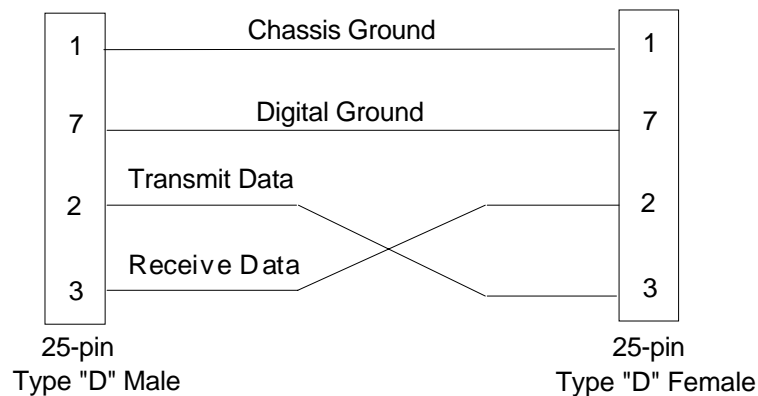 Chassis Ground
1 1
Digital Ground
7 7
Transmit Data
2 2
Receive Data
3 3
25-pin 25-pin
Type "D" Male Type "D" Female